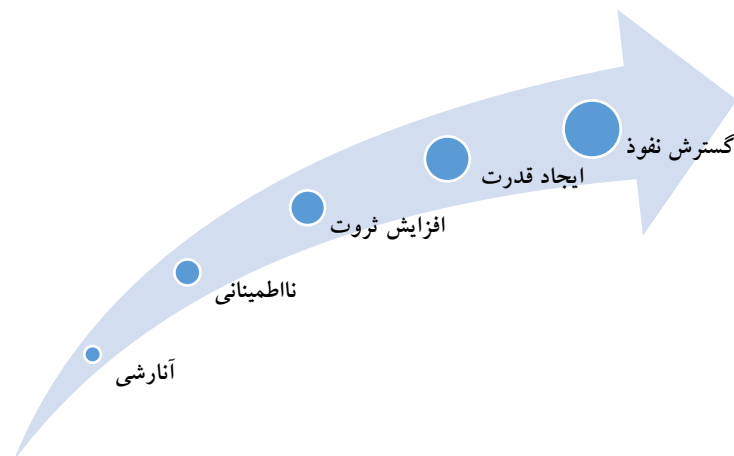 گسترش نفوذ
ایجاد قدرت
افزایش ثروت
نااطمینانی
آنارشی